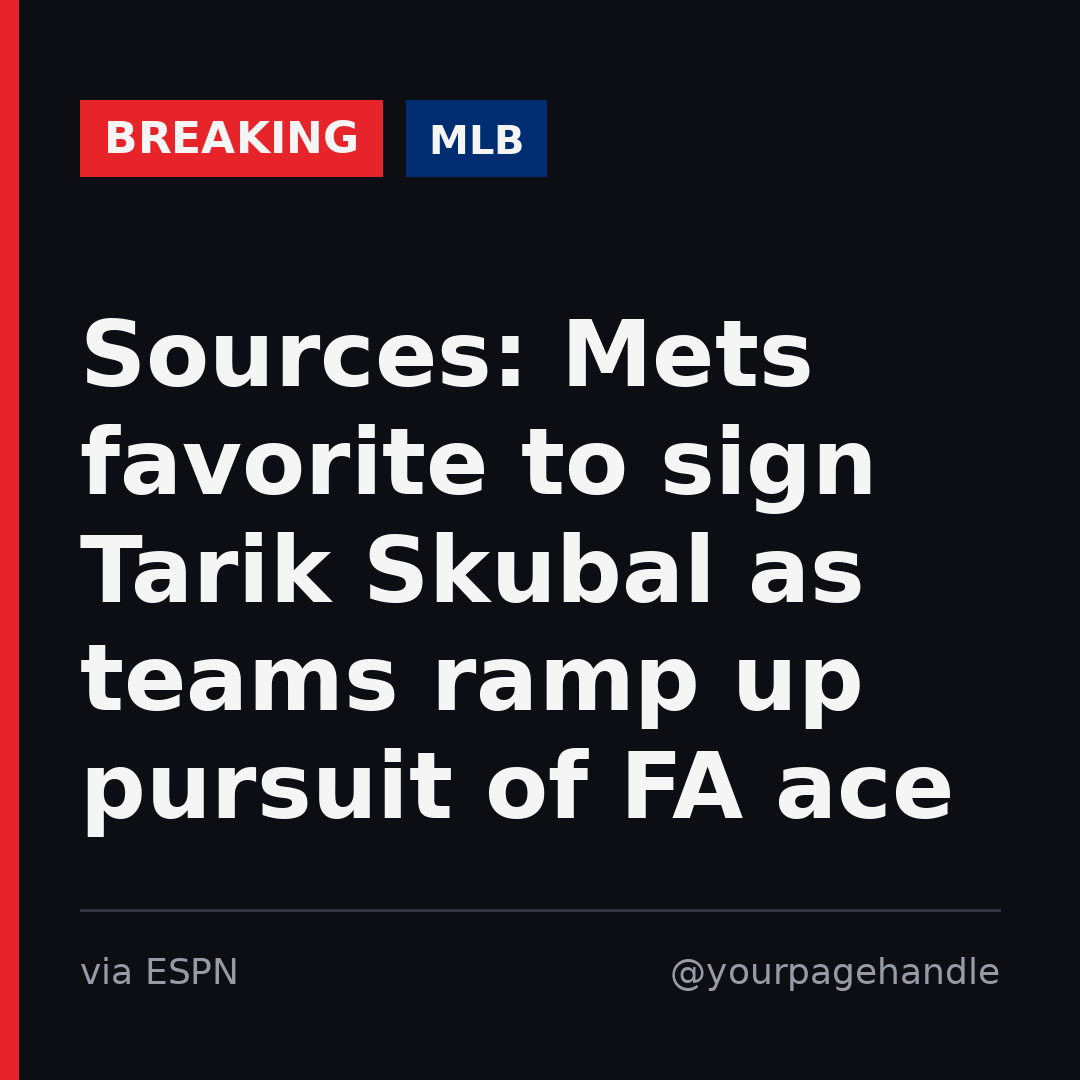 BREAKING MLB
Sources: Mets
favorite to sign
Tarik Skubal as
teams ramp up
pursuit of FA ace
via ESPN @yourpagehandle